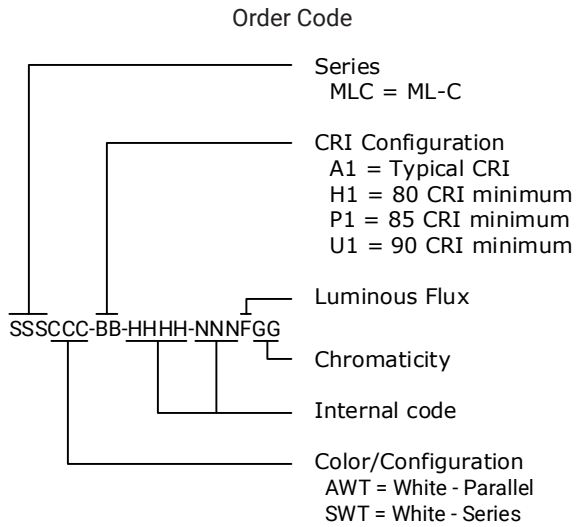 Order Code
Series
MLC = ML-C
CRI Configuration
A1 = Typical CRI
H1 = 80 CRI minimum
P1 = 85 CRI minimum
U1 = 90 CRI minimum
Luminous Flux
SSSCCC-BB-HHHH-NNNFGG
Chromaticity
Internal code
Color/Configuration
AWT = White - Parallel
SWT = White - Series